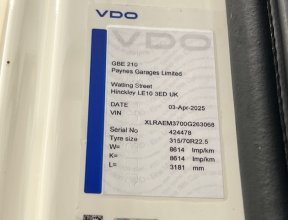 VDO VDO
GBE 210
Paynes Garages Limited
Watling Street
Hinckley LE10 3ED UK
DATE 03-Apr-2025
VIN
XLRAEM3700G263068
Serial No 424478
Tyre size 315/70R22.5
W= 8614 Imp/km
K= 8614 Imp/km
L= 3181 mm